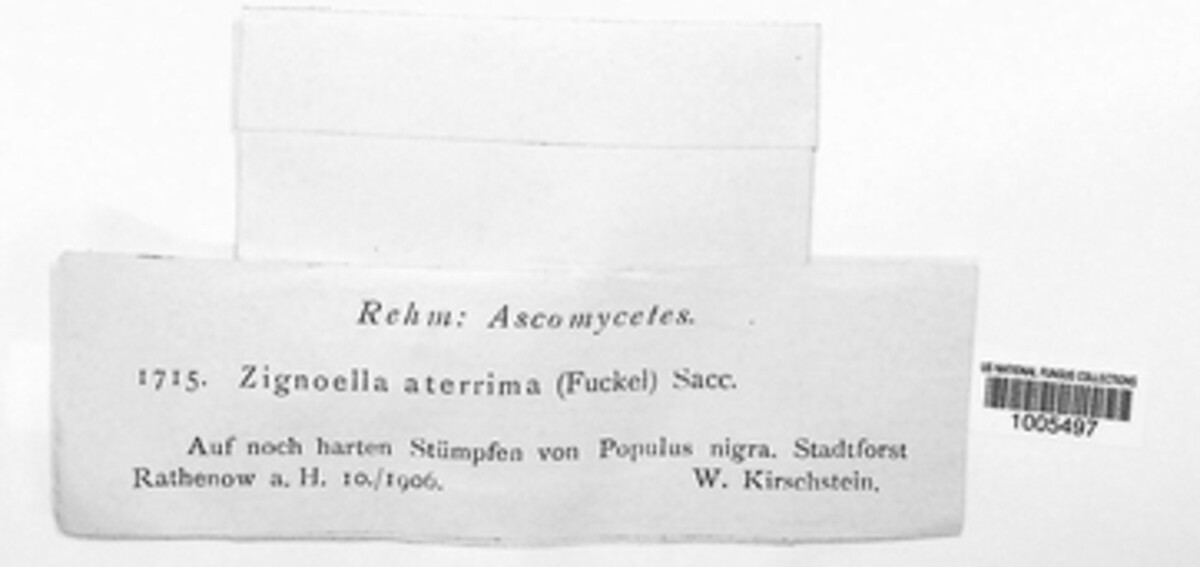 Rehm: Ascomycetes.
1715. Zignoella aterrima (Fuckel) Sacc.
Auf noch harten Stümpfen von Populus nigra. Stadtforst
Rathenow a. H. 10./1906. W. Kirschstein.
US NATIONAL FUNGUS COLLECTIONS
1005497